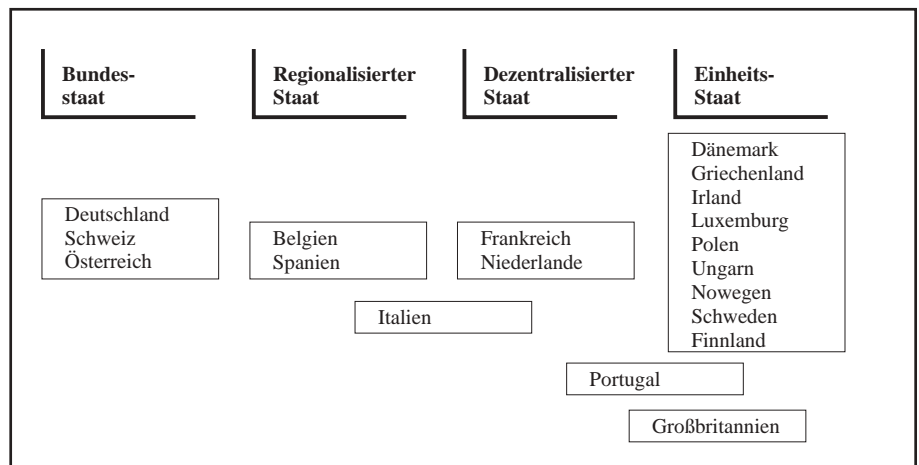 Bundes-
staat
Regionalisierter
Staat
Dezentralisierter
Staat
Einheits-
Staat
Deutschland
Schweiz
Österreich
Belgien
Spanien
Frankreich
Niederlande
Dänemark
Griechenland
Irland
Luxemburg
Polen
Ungarn
Nowegen
Schweden
Finnland
Italien
Portugal
Großbritannien